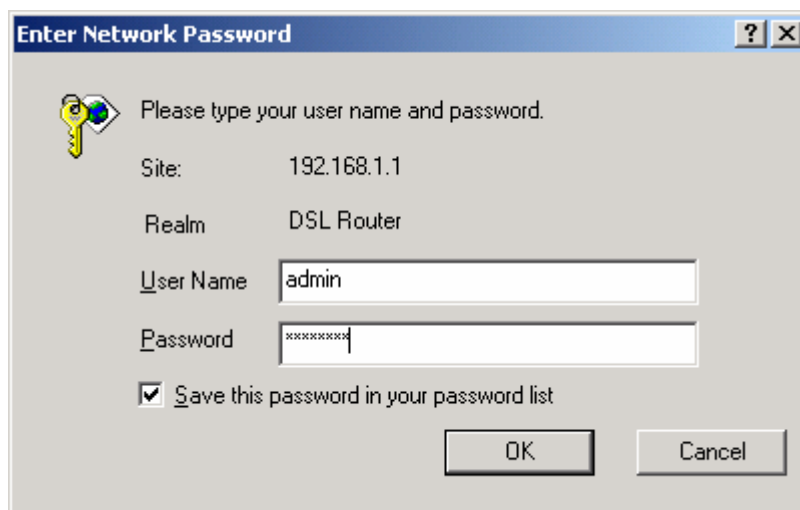 Enter Network Password
Please type your user name and password.
Site: 192.168.1.1
Realm DSL Router
User Name admin
Password ********
Save this password in your password list
OK Cancel